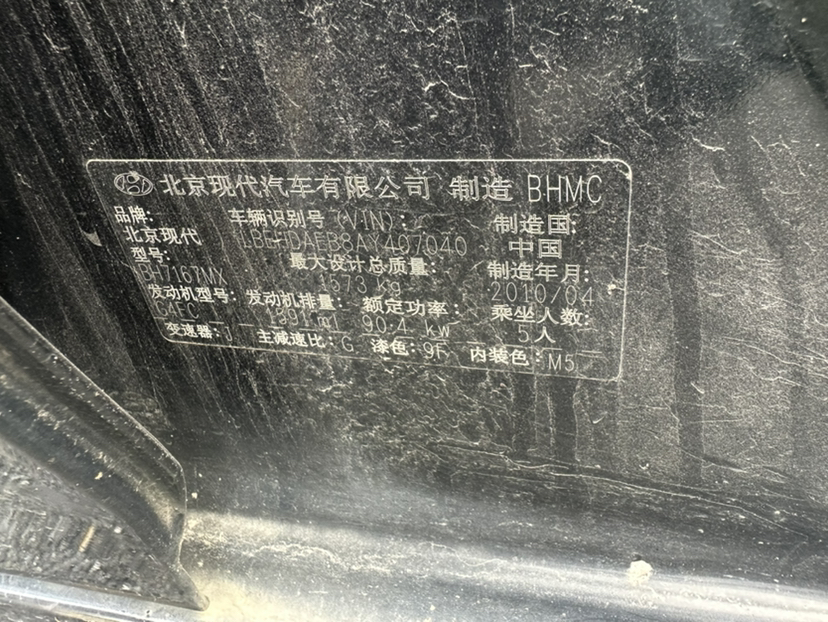 北京现代汽车有限公司 制造 BHMC
品牌: 车辆识别号(VIN): 制造国:
北京现代 LBEHDAEB8AY407040 中国
型号: 最大设计总质量: 制造年月:
BH7167MX 1573 kg 2010/04
发动机型号: 发动机排量: 额定功率: 乘坐人数:
G4FC 1591 ml 90.4 kw 5人
变速器: J 主减速比: G 漆色: 9F 内装色: M5